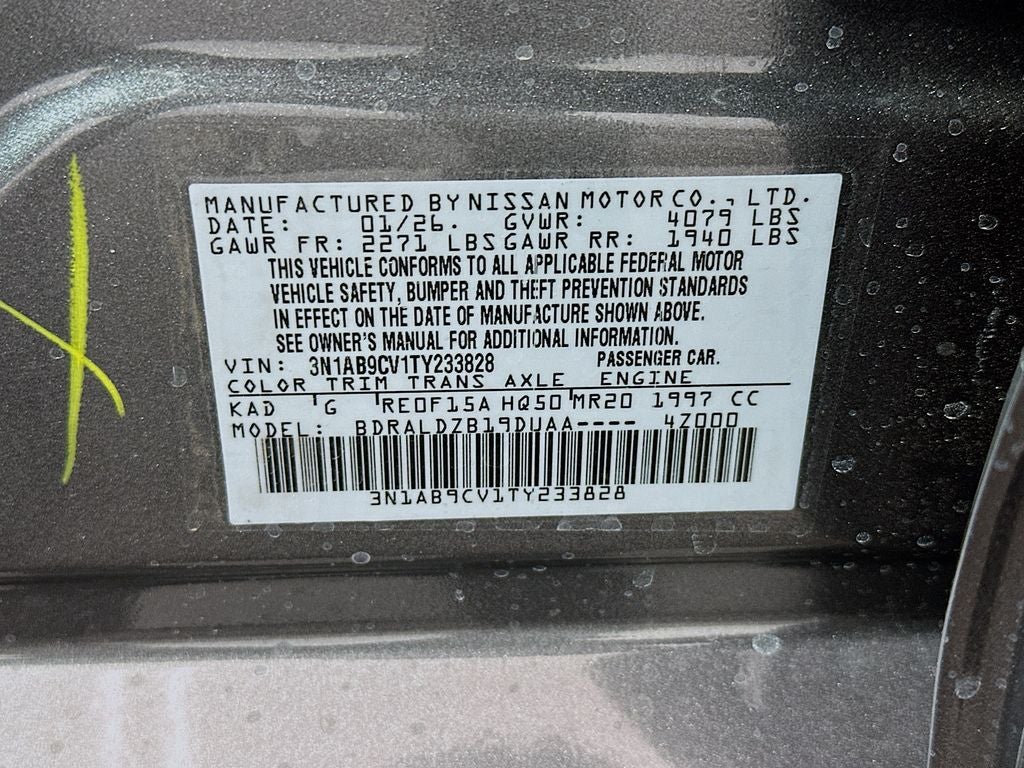 MANUFACTURED BY NISSAN MOTOR CO., LTD.
DATE: 01/26. GVWR: 4079 LBS
GAWR FR: 2271 LBS GAWR RR: 1940 LBS
THIS VEHICLE CONFORMS TO ALL APPLICABLE FEDERAL MOTOR
VEHICLE SAFETY, BUMPER AND THEFT PREVENTION STANDARDS
IN EFFECT ON THE DATE OF MANUFACTURE SHOWN ABOVE.
SEE OWNER'S MANUAL FOR ADDITIONAL INFORMATION.
VIN: 3N1AB9CV1TY233828 PASSENGER CAR.
COLOR TRIM TRANS AXLE ENGINE
KAD G RE0F15A HQ50 MR20 1997 CC
MODEL: BDRALDZB19DUAA---- 4Z000
3N1AB9CV1TY233828